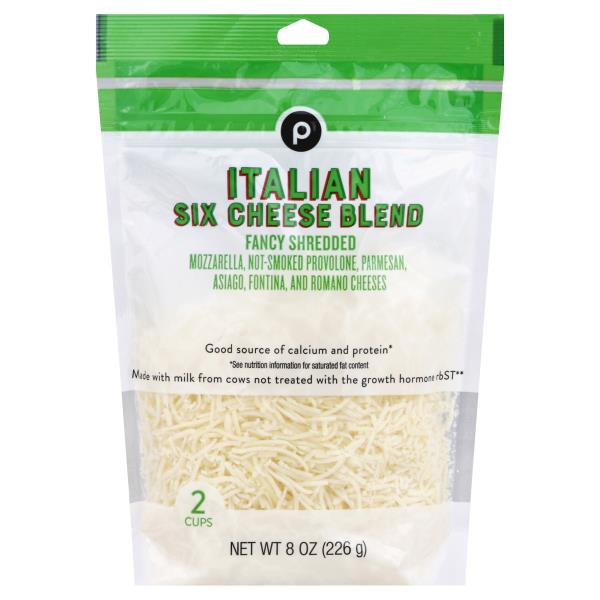 p
ITALIAN
SIX CHEESE BLEND
FANCY SHREDDED
MOZZARELLA, NOT-SMOKED PROVOLONE, PARMESAN,
ASIAGO, FONTINA, AND ROMANO CHEESES
Good source of calcium and protein*
*See nutrition information for saturated fat content
Made with milk from cows not treated with the growth hormone rbST**
2
CUPS
NET WT 8 OZ (226 g)